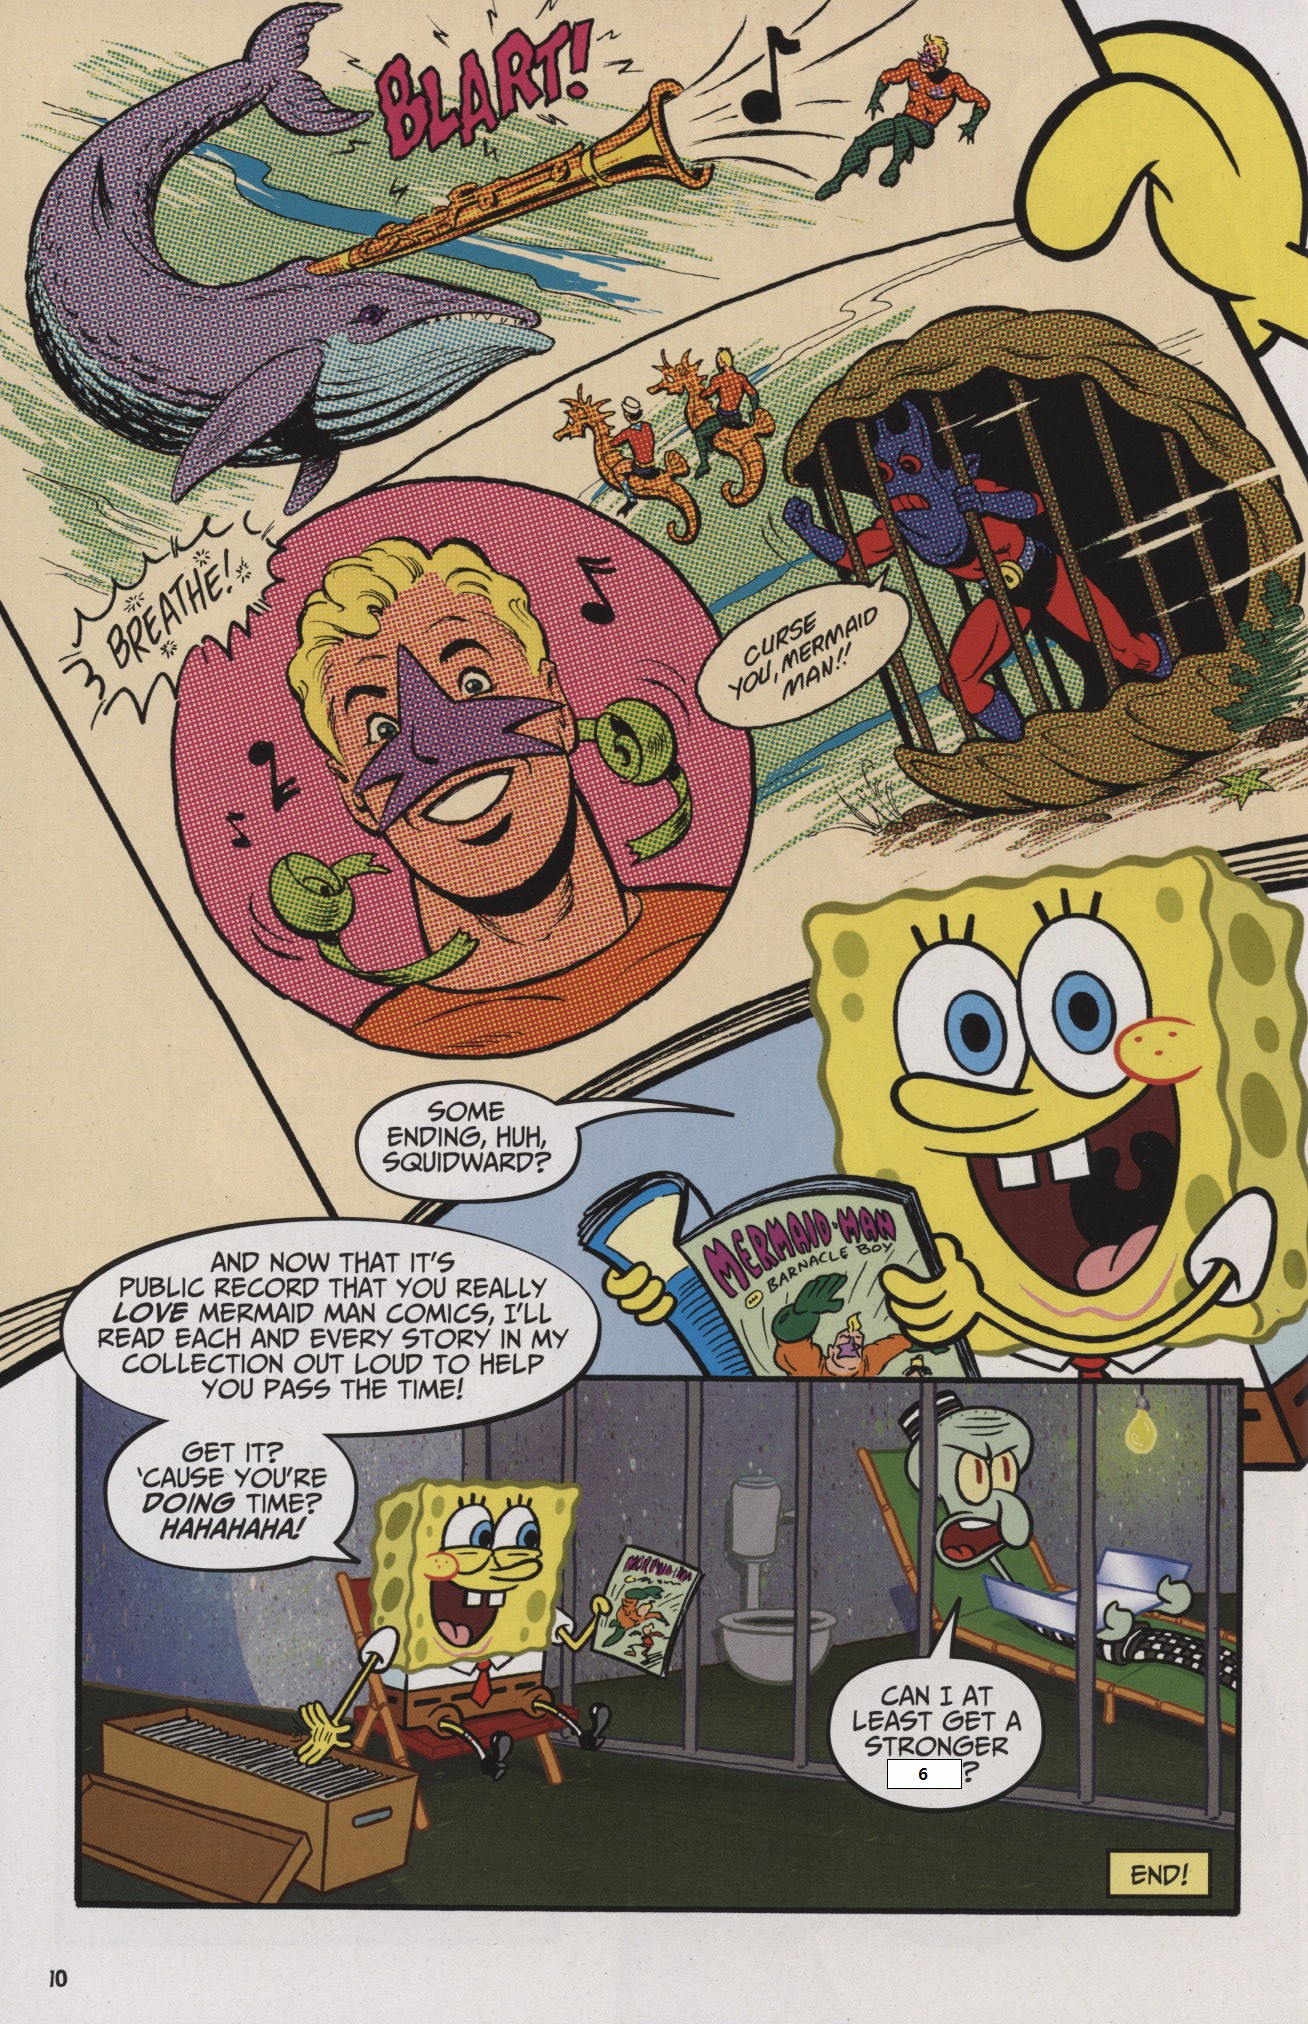 BLART!
BREATHE!
CURSE
YOU, MERMAID
MAN!!
SOME
ENDING, HUH,
SQUIDWARD?
MERMAID-MAN
AND
BARNACLE BOY
AND NOW THAT IT'S
PUBLIC RECORD THAT YOU REALLY
LOVE MERMAID MAN COMICS, I'LL
READ EACH AND EVERY STORY IN MY
COLLECTION OUT LOUD TO HELP
YOU PASS THE TIME!
GET IT?
'CAUSE YOU'RE
DOING TIME?
HAHAHAHA!
CAN I AT
LEAST GET A
STRONGER
6?
END!
10